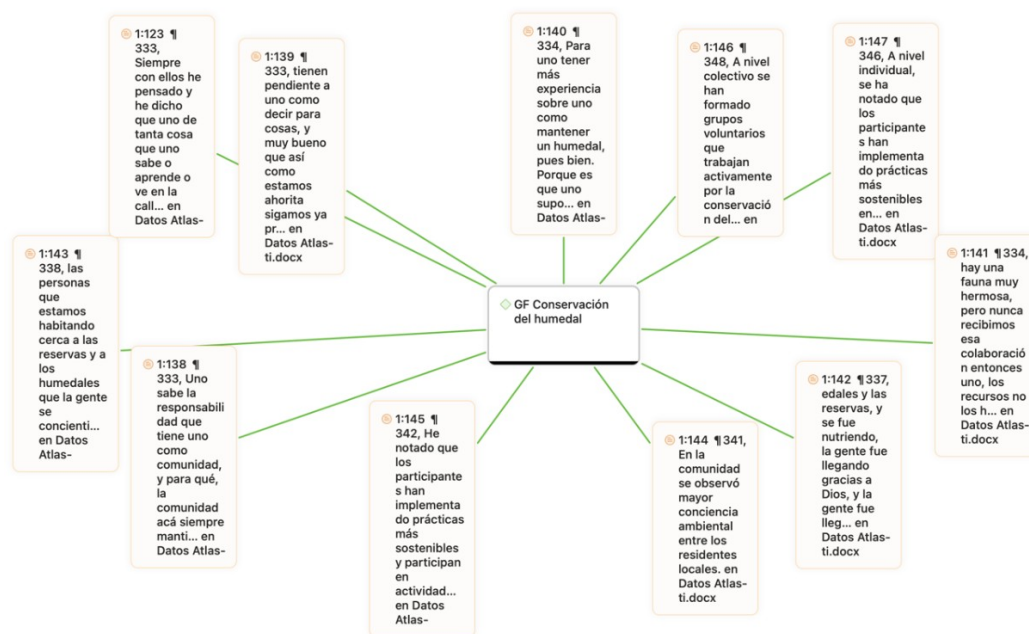 1:123 ¶
333,
Siempre
con ellos he
pensado y
he dicho
que uno de
tanta cosa
que uno
sabe o
aprende o
ve en la
call... en
Datos Atlas-
1:139 ¶
333, tienen
pendiente a
uno como
decir para
cosas, y
muy bueno
que así
como
estamos
ahorita
sigamos ya
pr... en
Datos Atlas-
ti.docx
1:140 ¶
334, Para
uno tener
más
experiencia
sobre uno
como
mantener
un humedal,
pues bien.
Porque es
que uno
supo... en
Datos Atlas-
1:146 ¶
348, A nivel
colectivo se
han
formado
grupos
voluntarios
que
trabajan
activamente
por la
conservació
n del... en
1:147 ¶
346, A nivel
individual,
se ha
notado que
los
participante
s han
implementa
do prácticas
más
sostenibles
en... en
Datos Atlas-
ti.docx
1:143 ¶
338, las
personas
que
estamos
habitando
cerca a las
reservas y a
los
humedales
que la gente
se
concienti...
en Datos
Atlas-
GF Conservación
del humedal
1:141 ¶334,
hay una
fauna muy
hermosa,
pero nunca
recibimos
esa
colaboració
n entonces
uno, los
recursos no
los h... en
Datos Atlas-
ti.docx
1:138 ¶
333, Uno
sabe la
responsabili
dad que
tiene uno
como
comunidad,
y para qué,
la
comunidad
acá siempre
manti... en
Datos Atlas-
1:145 ¶
342, He
notado que
los
participante
s han
implementa
do prácticas
más
sostenibles
y participan
en
actividad...
en Datos
Atlas-
1:144 ¶341,
En la
comunidad
se observó
mayor
conciencia
ambiental
entre los
residentes
locales. en
Datos Atlas-
ti.docx
1:142 ¶337,
edales y las
reservas, y
se fue
nutriendo,
la gente fue
llegando
gracias a
Dios, y la
gente fue
lleg... en
Datos Atlas-
ti.docx